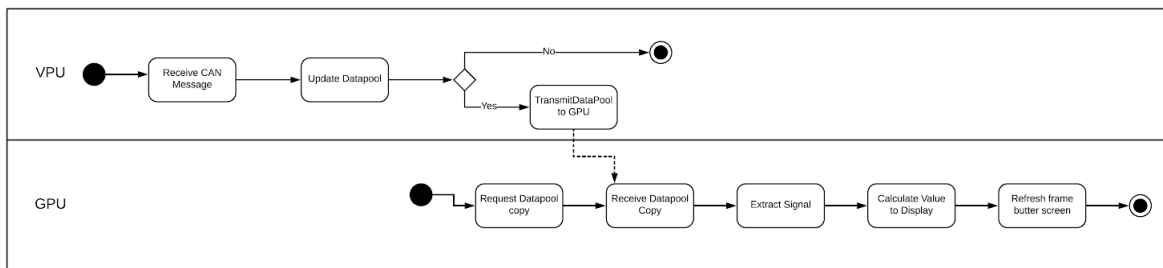 VPU
Receive CAN
Message
Update Datapool
No
Yes
TransmitDataPool
to GPU
GPU
Request Datapool
copy
Receive Datapool
Copy
Extract Signal
Calculate Value
to Display
Refresh frame
butter screen